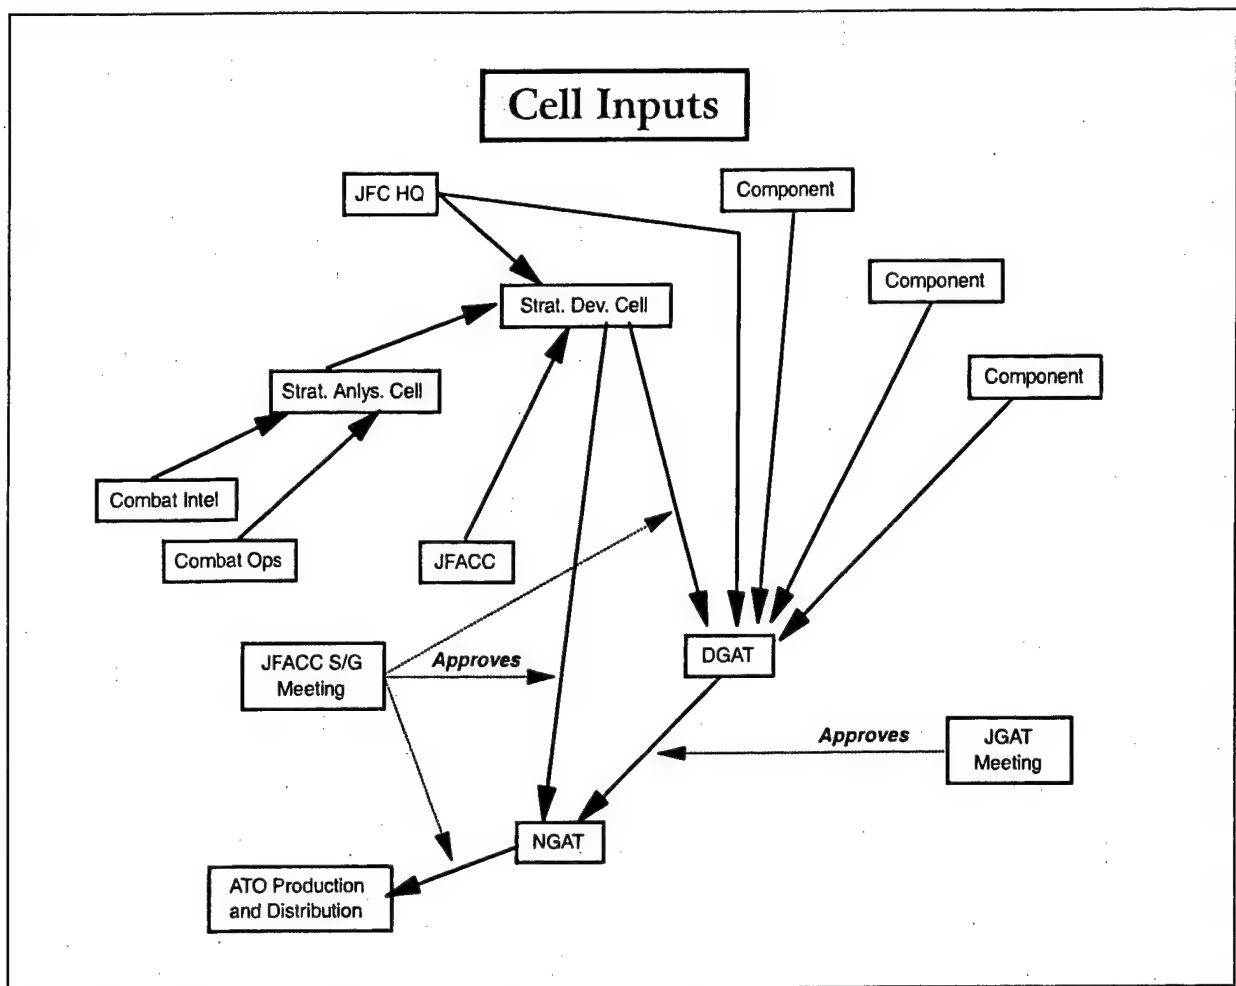 Cell Inputs
JFC HQ
Component
Component
Strat. Dev. Cell
Component
Strat. Anlys. Cell
Combat Intel
Combat Ops
JFACC
JFACC S/G
Meeting
Approves
DGAT
Approves
JGAT
Meeting
NGAT
ATO Production
and Distribution